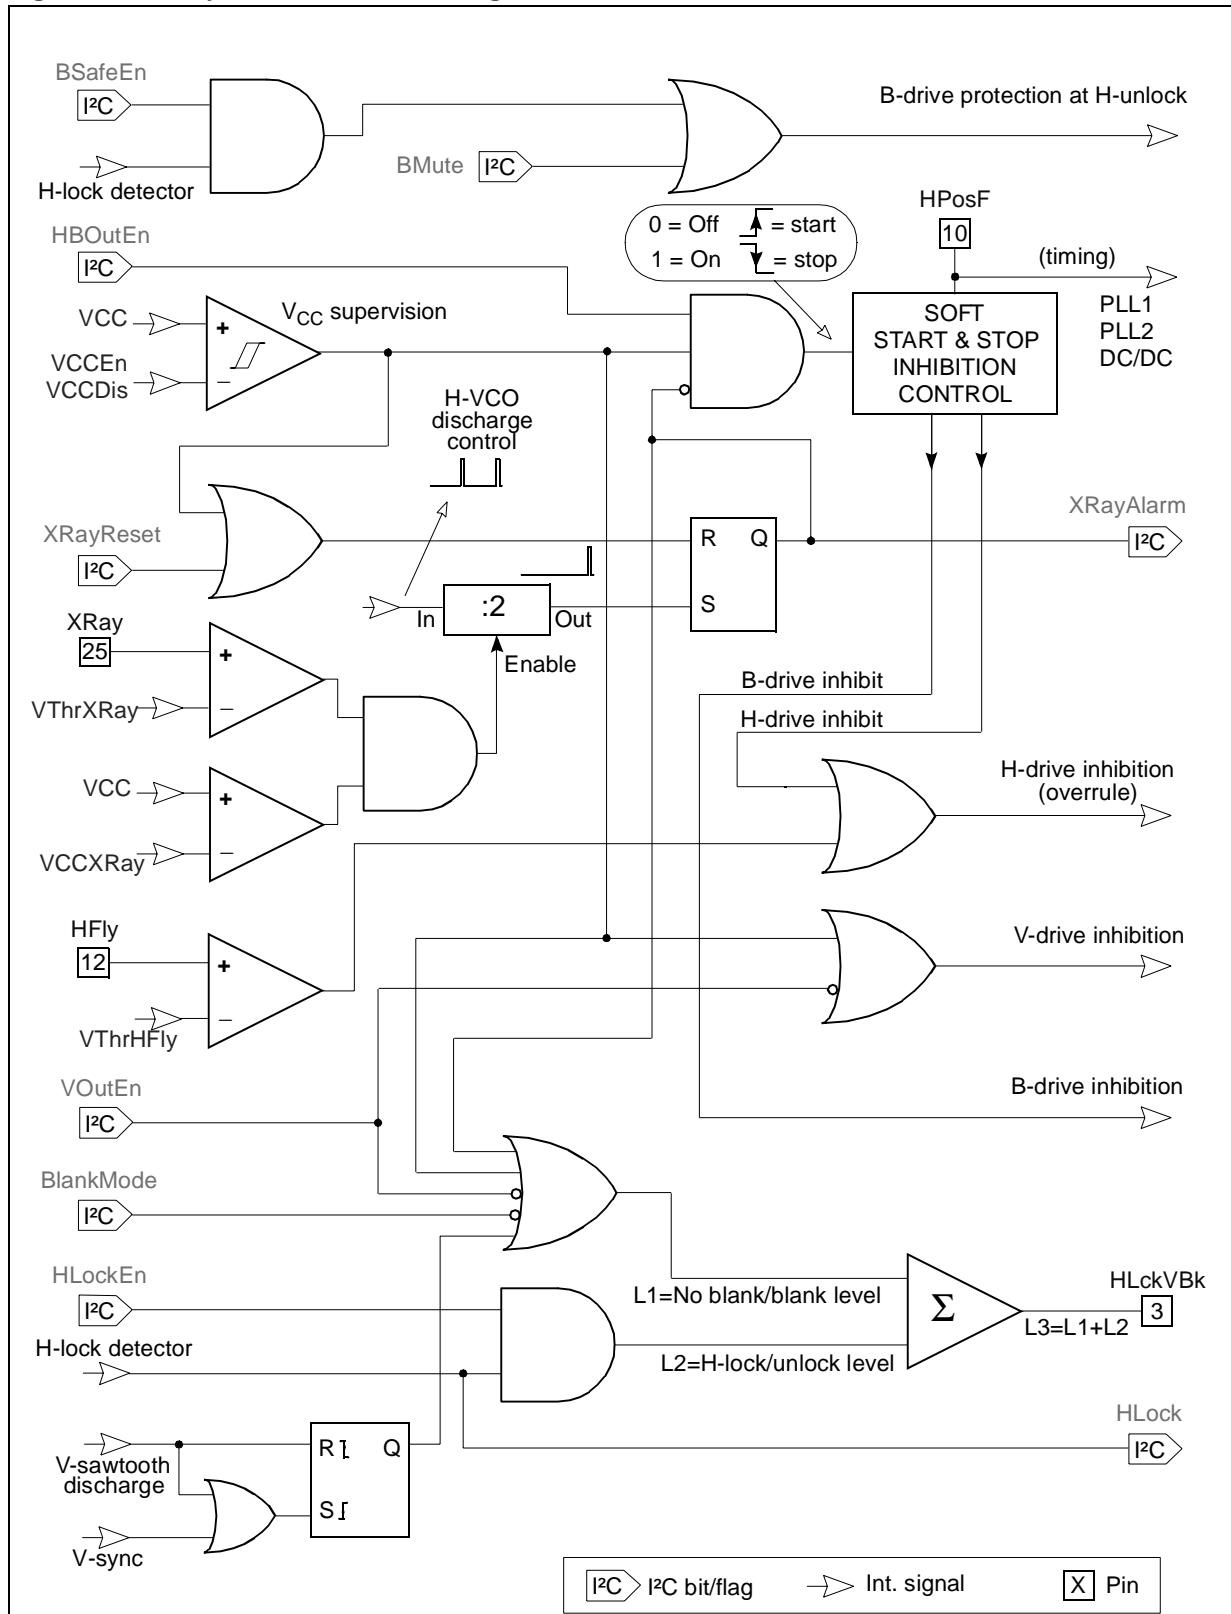 BSafeEn
I²C
H-lock detector
BMute
I²C
B-drive protection at H-unlock
HBOutEn
I²C
0 = Off
= start
1 = On
= stop
HPosF
10
(timing)
PLL1
PLL2
DC/DC
VCC
VCCEn
VCCDis
+
–
VCC supervision
SOFT
START & STOP
INHIBITION
CONTROL
H-VCO
discharge
control
XRayReset
I²C
R
Q
S
XRayAlarm
I²C
In
:2
Out
Enable
XRay
25
VThrXRay
+
–
B-drive inhibit
H-drive inhibit
VCC
VCCXRay
+
–
H-drive inhibition
(overrule)
HFly
12
VThrHFly
+
–
V-drive inhibition
VOutEn
I²C
B-drive inhibition
BlankMode
I²C
HLockEn
I²C
L1=No blank/blank level
Σ
HLckVBk
3
L3=L1+L2
H-lock detector
L2=H-lock/unlock level
HLock
I²C
V-sawtooth
discharge
R
Q
S
V-sync
I²C
I²C bit/flag
Int. signal
X
Pin